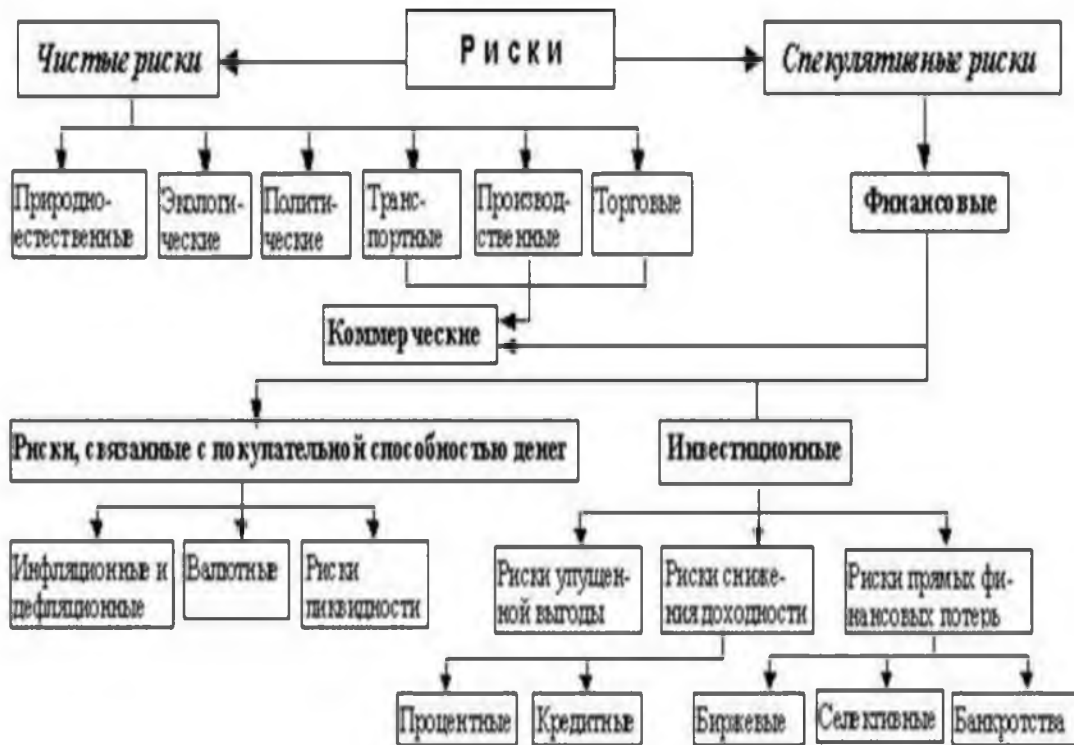 Риски
Чистые риски
Спекулятивные риски
Природно-
естественные
Экологи-
ческие
Полити-
ческие
Транс-
портные
Производ-
ственные
Торговые
Финансовые
Коммерческие
Риски, связанные с покупательной способностью денег
Инвестиционные
Инфляционные и
дефляционные
Валютные
Риски
ликвидности
Риски упущен-
ной выгоды
Риски сниже-
ния доходности
Риски прямых фи-
нансовых потерь
Процентные
Кредитные
Биржевые
Селективные
Банкротства